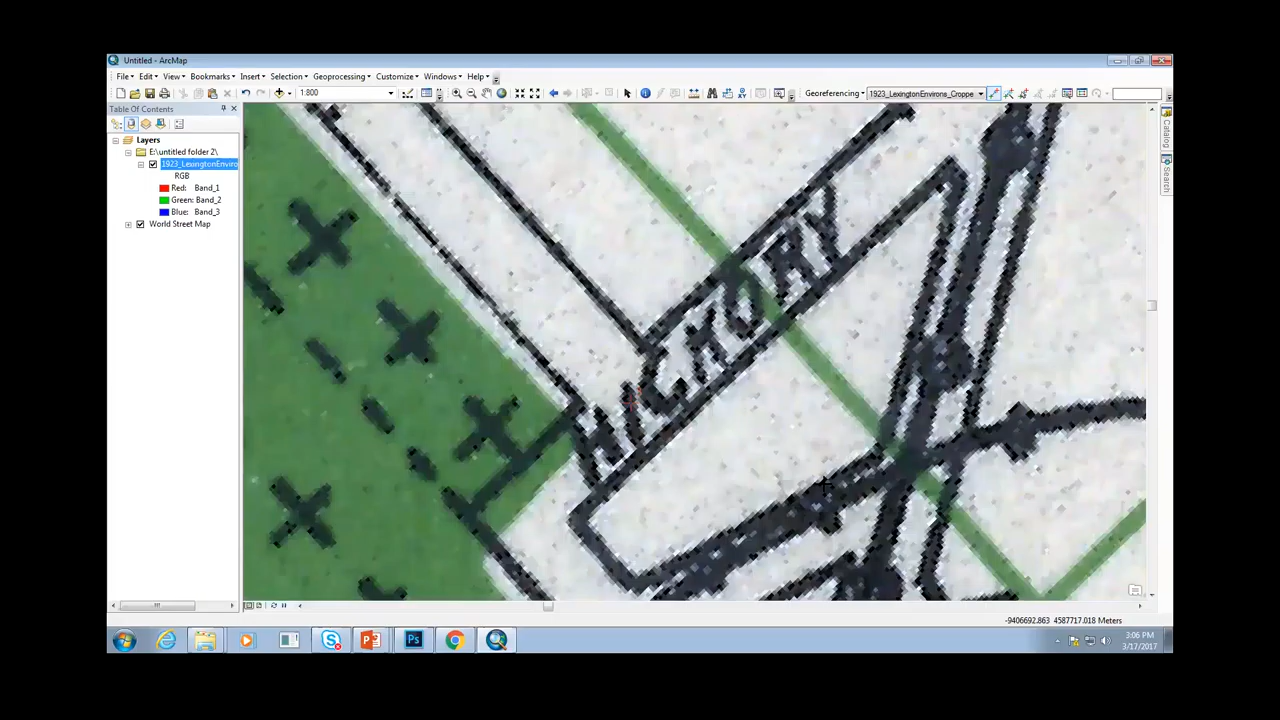 Untitled - ArcMap
File Edit View Bookmarks Insert Selection Geoprocessing Customize Windows Help
1:800
Georeferencing 1923_LexingtonEnvirons_Croppe
Table Of Contents
Layers
E:\untitled folder 2\
1923_LexingtonEnviro
RGB
Red: Band_1
Green: Band_2
Blue: Band_3
World Street Map
HICKORY
Catalog
Search
-9406692.863 4587717.018 Meters
3:06 PM
3/17/2017